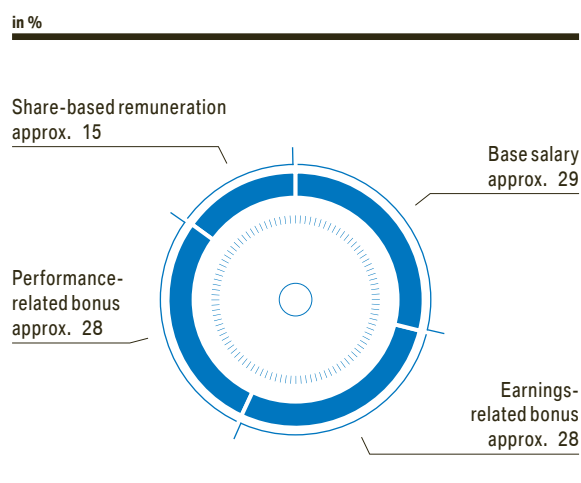 in %
Share-based remuneration
approx. 15
Base salary
approx. 29
Performance-
related bonus
approx. 28
Earnings-
related bonus
approx. 28